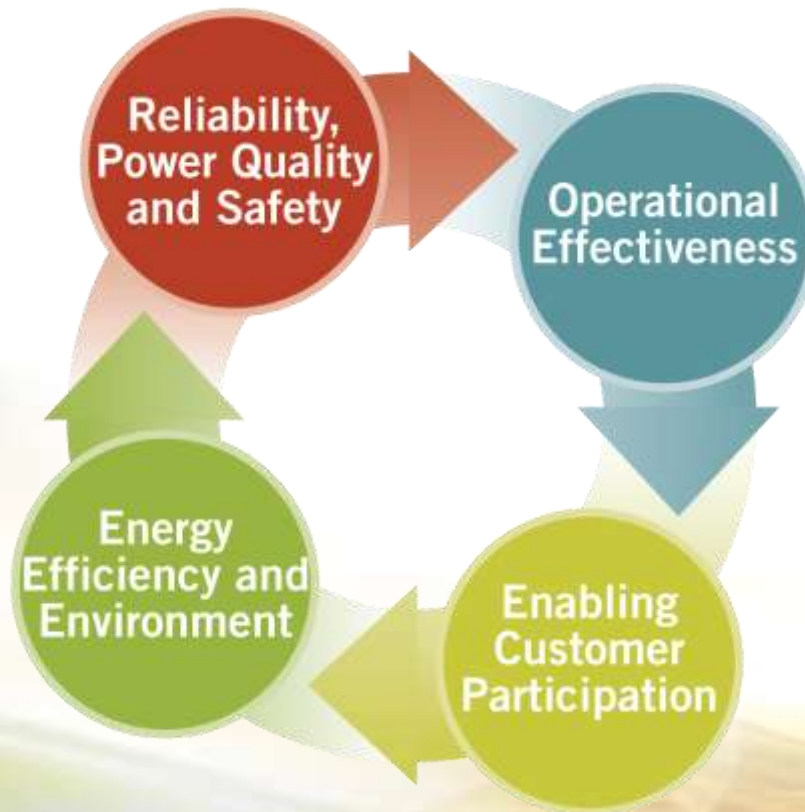 Reliability,
Power Quality
and Safety
Operational
Effectiveness
Enabling
Customer
Participation
Energy
Efficiency and
Environment